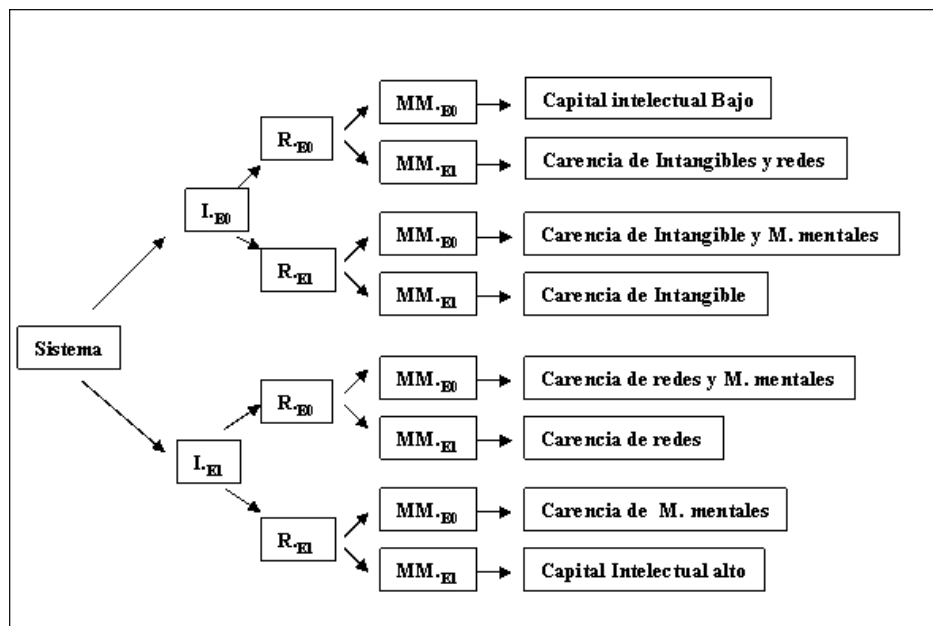 MM.E0
Capital intelectual Bajo
R.E0
MM.E1
Carencia de Intangibles y redes
I.E0
MM.E0
Carencia de Intangible y M. mentales
R.E1
MM.E1
Carencia de Intangible
Sistema
MM.E0
Carencia de redes y M. mentales
R.E0
MM.E1
Carencia de redes
I.E1
MM.E0
Carencia de M. mentales
R.E1
MM.E1
Capital Intelectual alto